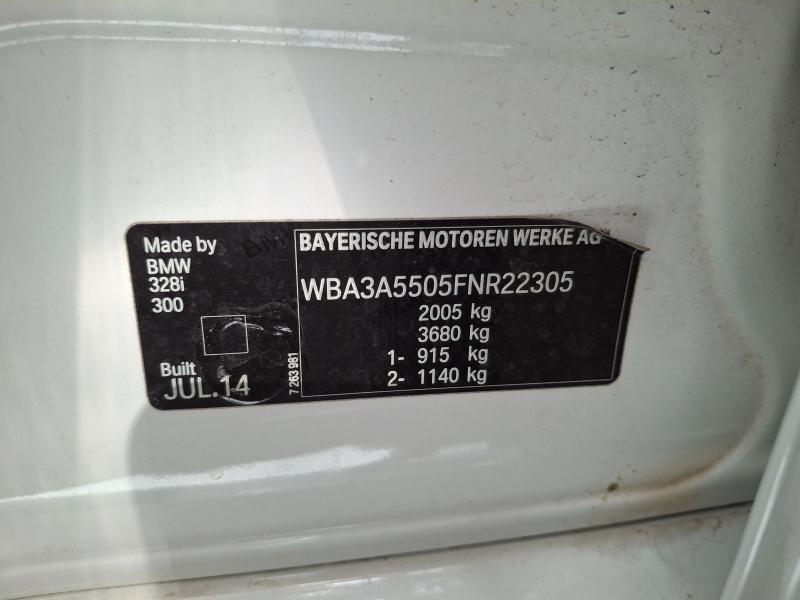 Made by
BMW
328i
300
Built
JUL.14
7 263 981
BAYERISCHE MOTOREN WERKE AG
WBA3A5505FNR22305
2005 kg
3680 kg
1- 915 kg
2- 1140 kg